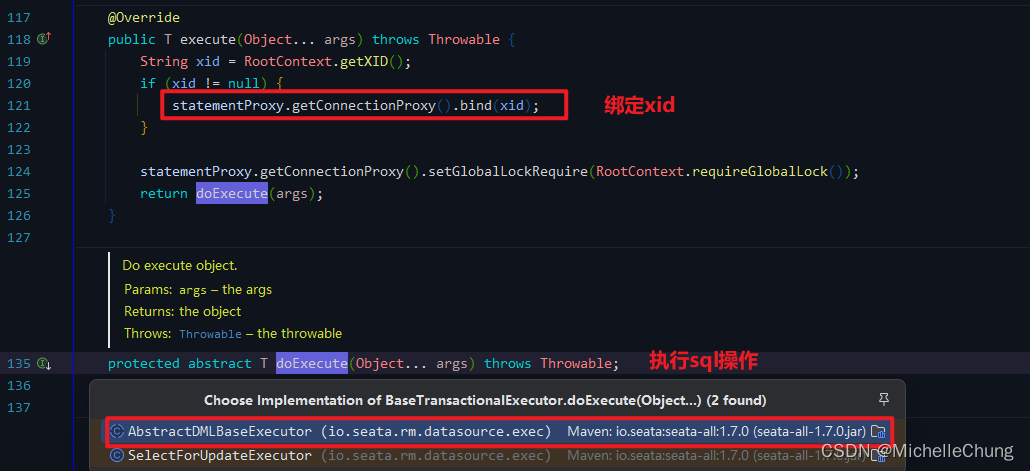 117 @Override
118 public T execute(Object... args) throws Throwable {
119 String xid = RootContext.getXID();
120 if (xid != null) {
121 statementProxy.getConnectionProxy().bind(xid); 绑定xid
122 }
123
124 statementProxy.getConnectionProxy().setGlobalLockRequire(RootContext.requireGlobalLock());
125 return doExecute(args);
126 }
127
Do execute object.
Params: args – the args
Returns: the object
Throws: Throwable – the throwable
135 protected abstract T doExecute(Object... args) throws Throwable; 执行sql操作
136
137
Choose Implementation of BaseTransactionalExecutor.doExecute(Object...) (2 found)
AbstractDMLBaseExecutor (io.seata.rm.datasource.exec) Maven: io.seata:seata-all:1.7.0 (seata-all-1.7.0.jar)
SelectForUpdateExecutor (io.seata.rm.datasource.exec) Maven: io.seata:seata-all:1.7.0 (seata-all-1.7.0.jar)
CSDN @MichelleChung